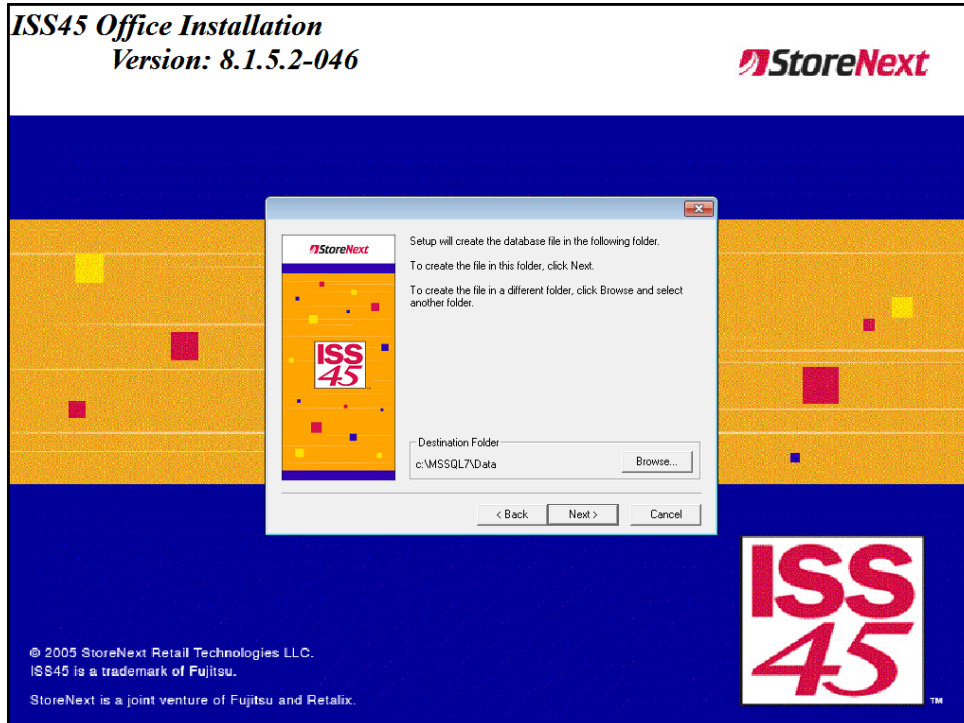 ISS45 Office Installation
Version: 8.1.5.2-046
StoreNext
StoreNext
ISS
45
Setup will create the database file in the following folder.
To create the file in this folder, click Next.
To create the file in a different folder, click Browse and select
another folder.
Destination Folder
c:\MSSQL7\Data
Browse...
< Back
Next >
Cancel
ISS
45
TM
© 2005 StoreNext Retail Technologies LLC.
ISS45 is a trademark of Fujitsu.
StoreNext is a joint venture of Fujitsu and Retalix.